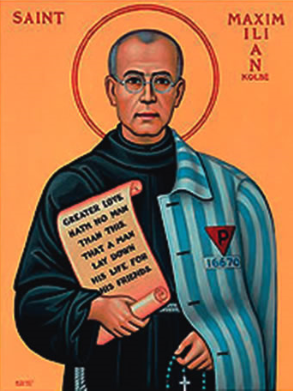 SAINT
MAXIM
ILI
A
N
KOLBE
GREATER LOVE
HATH NO MAN
THAN THIS,
THAT A MAN
LAY DOWN
HIS LIFE FOR
HIS FRIENDS.
P
16670